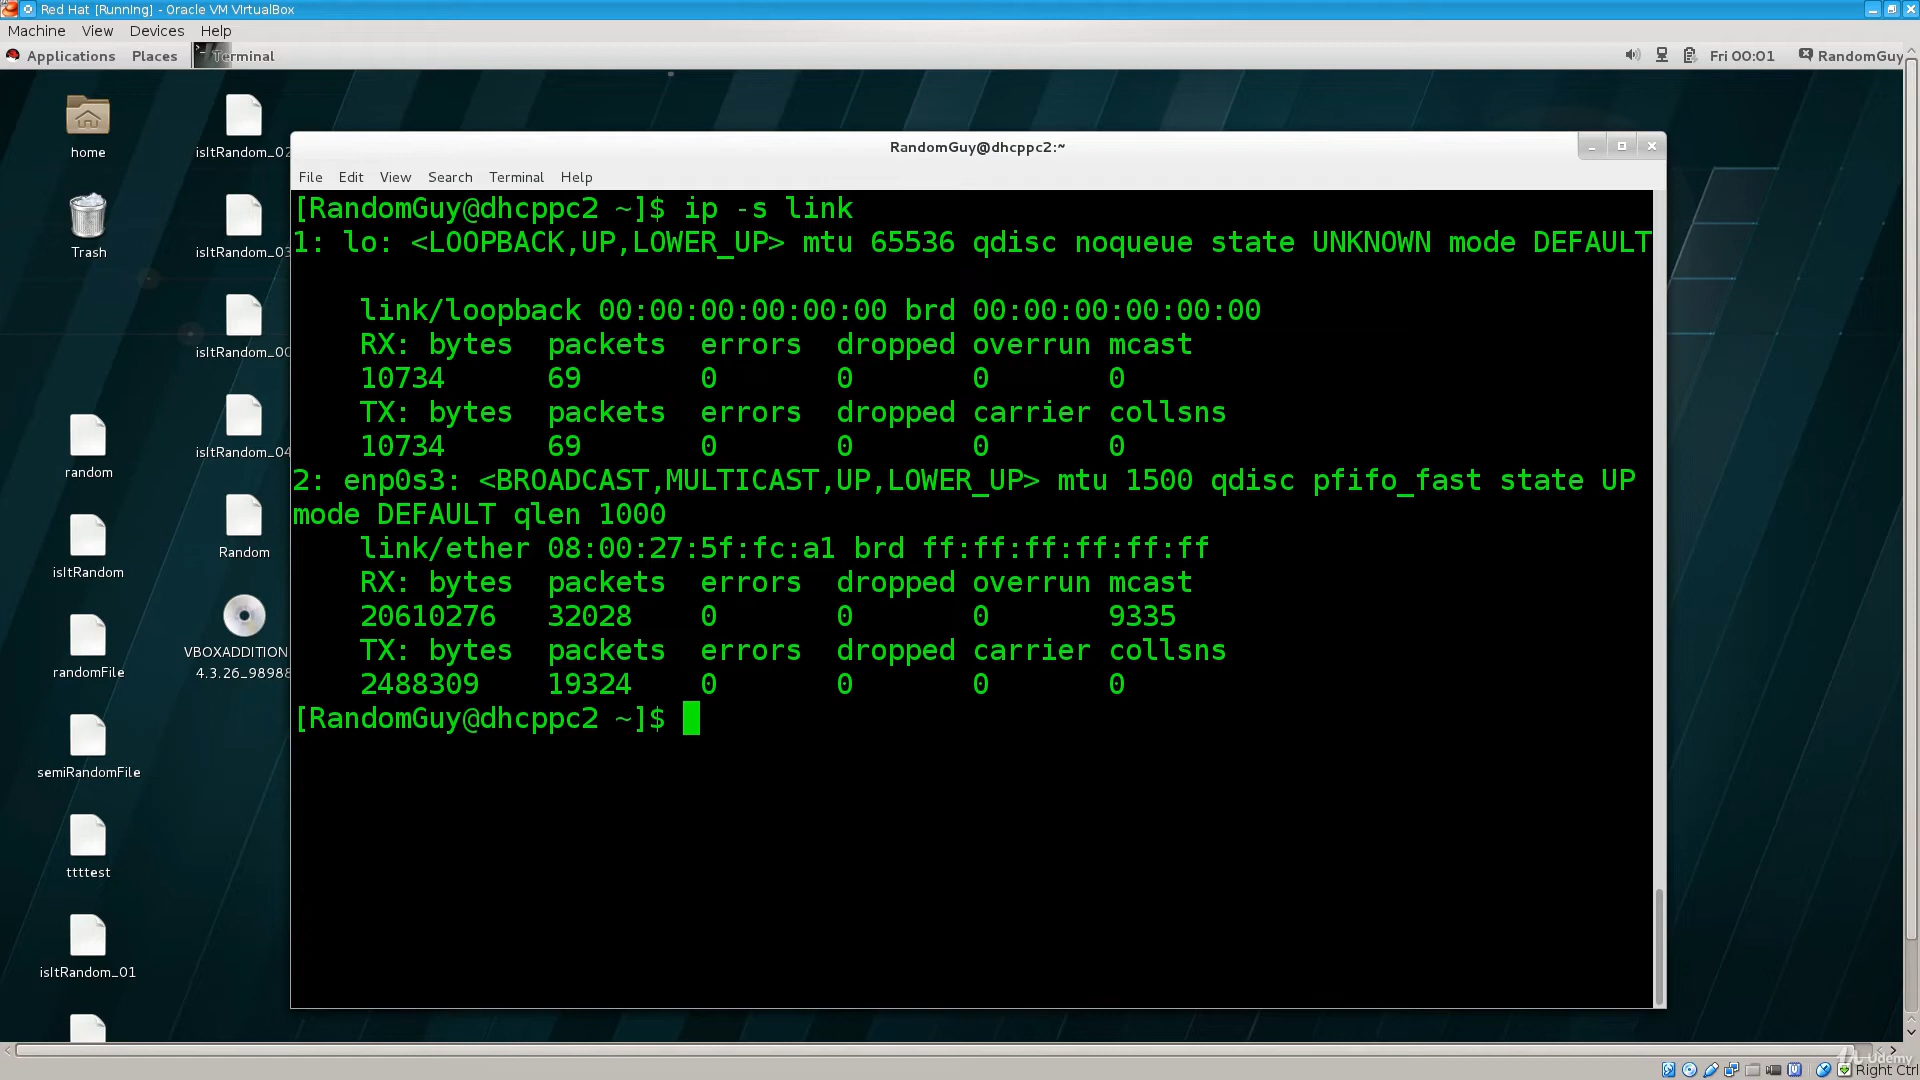 Red Hat [Running] - Oracle VM VirtualBox
Machine View Devices Help
Applications Places Terminal Fri 00:01 RandomGuy
home
isItRandom_02
Trash
isItRandom_03
isItRandom_00
random
isItRandom_04
isItRandom
Random
randomFile
VBOXADDITION
4.3.26_98988
semiRandomFile
ttttest
isItRandom_01
RandomGuy@dhcppc2:~
File Edit View Search Terminal Help
[RandomGuy@dhcppc2 ~]$ ip -s link
1: lo: <LOOPBACK,UP,LOWER_UP> mtu 65536 qdisc noqueue state UNKNOWN mode DEFAULT
link/loopback 00:00:00:00:00:00 brd 00:00:00:00:00:00
RX: bytes packets errors dropped overrun mcast
10734 69 0 0 0 0
TX: bytes packets errors dropped carrier collsns
10734 69 0 0 0 0
2: enp0s3: <BROADCAST,MULTICAST,UP,LOWER_UP> mtu 1500 qdisc pfifo_fast state UP
mode DEFAULT qlen 1000
link/ether 08:00:27:5f:fc:a1 brd ff:ff:ff:ff:ff:ff
RX: bytes packets errors dropped overrun mcast
20610276 32028 0 0 0 9335
TX: bytes packets errors dropped carrier collsns
2488309 19324 0 0 0 0
[RandomGuy@dhcppc2 ~]$
Udemy
Right Ctrl